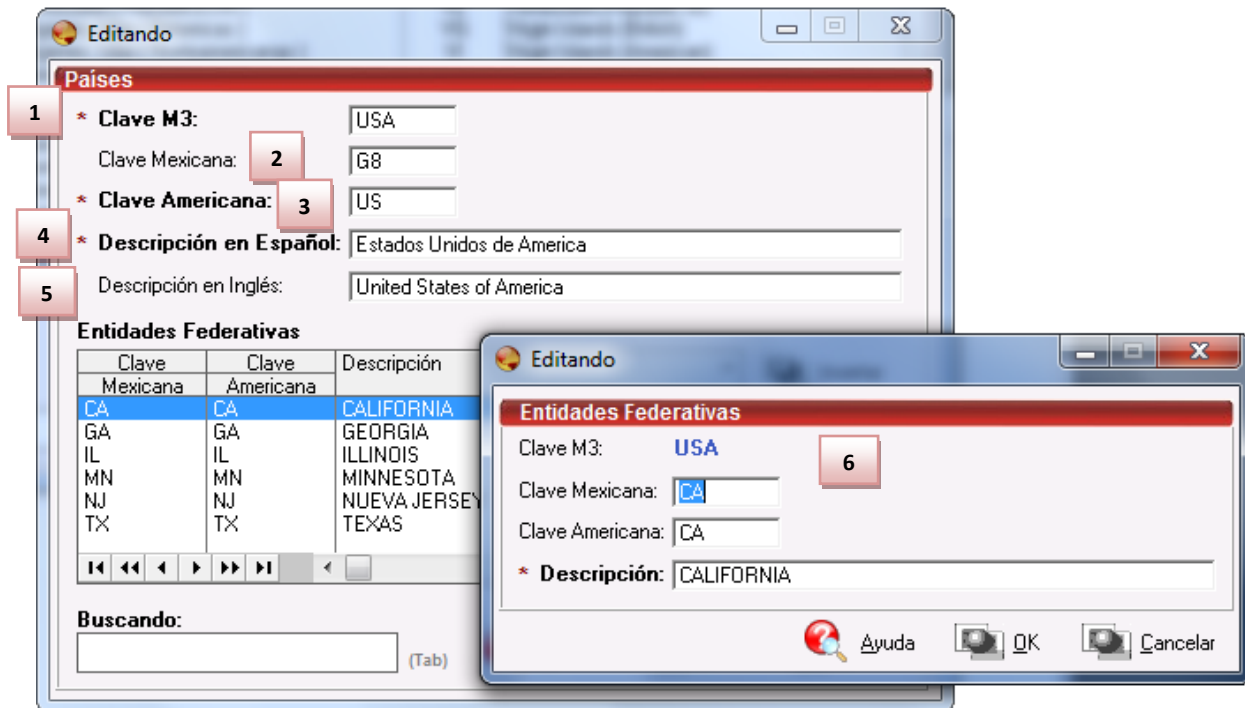 Editando
Países
1 * Clave M3: USA
Clave Mexicana: 2 G8
* Clave Americana: 3 US
4 * Descripción en Español: Estados Unidos de America
5 Descripción en Inglés: United States of America
Entidades Federativas
Clave Mexicana Clave Americana Descripción
CA CA CALIFORNIA
GA GA GEORGIA
IL IL ILLINOIS
MN MN MINNESOTA
NJ NJ NUEVA JERSEY
TX TX TEXAS
Buscando:
(Tab)
Editando
Entidades Federativas
Clave M3: USA 6
Clave Mexicana: CA
Clave Americana: CA
* Descripción: CALIFORNIA
Ayuda OK Cancelar